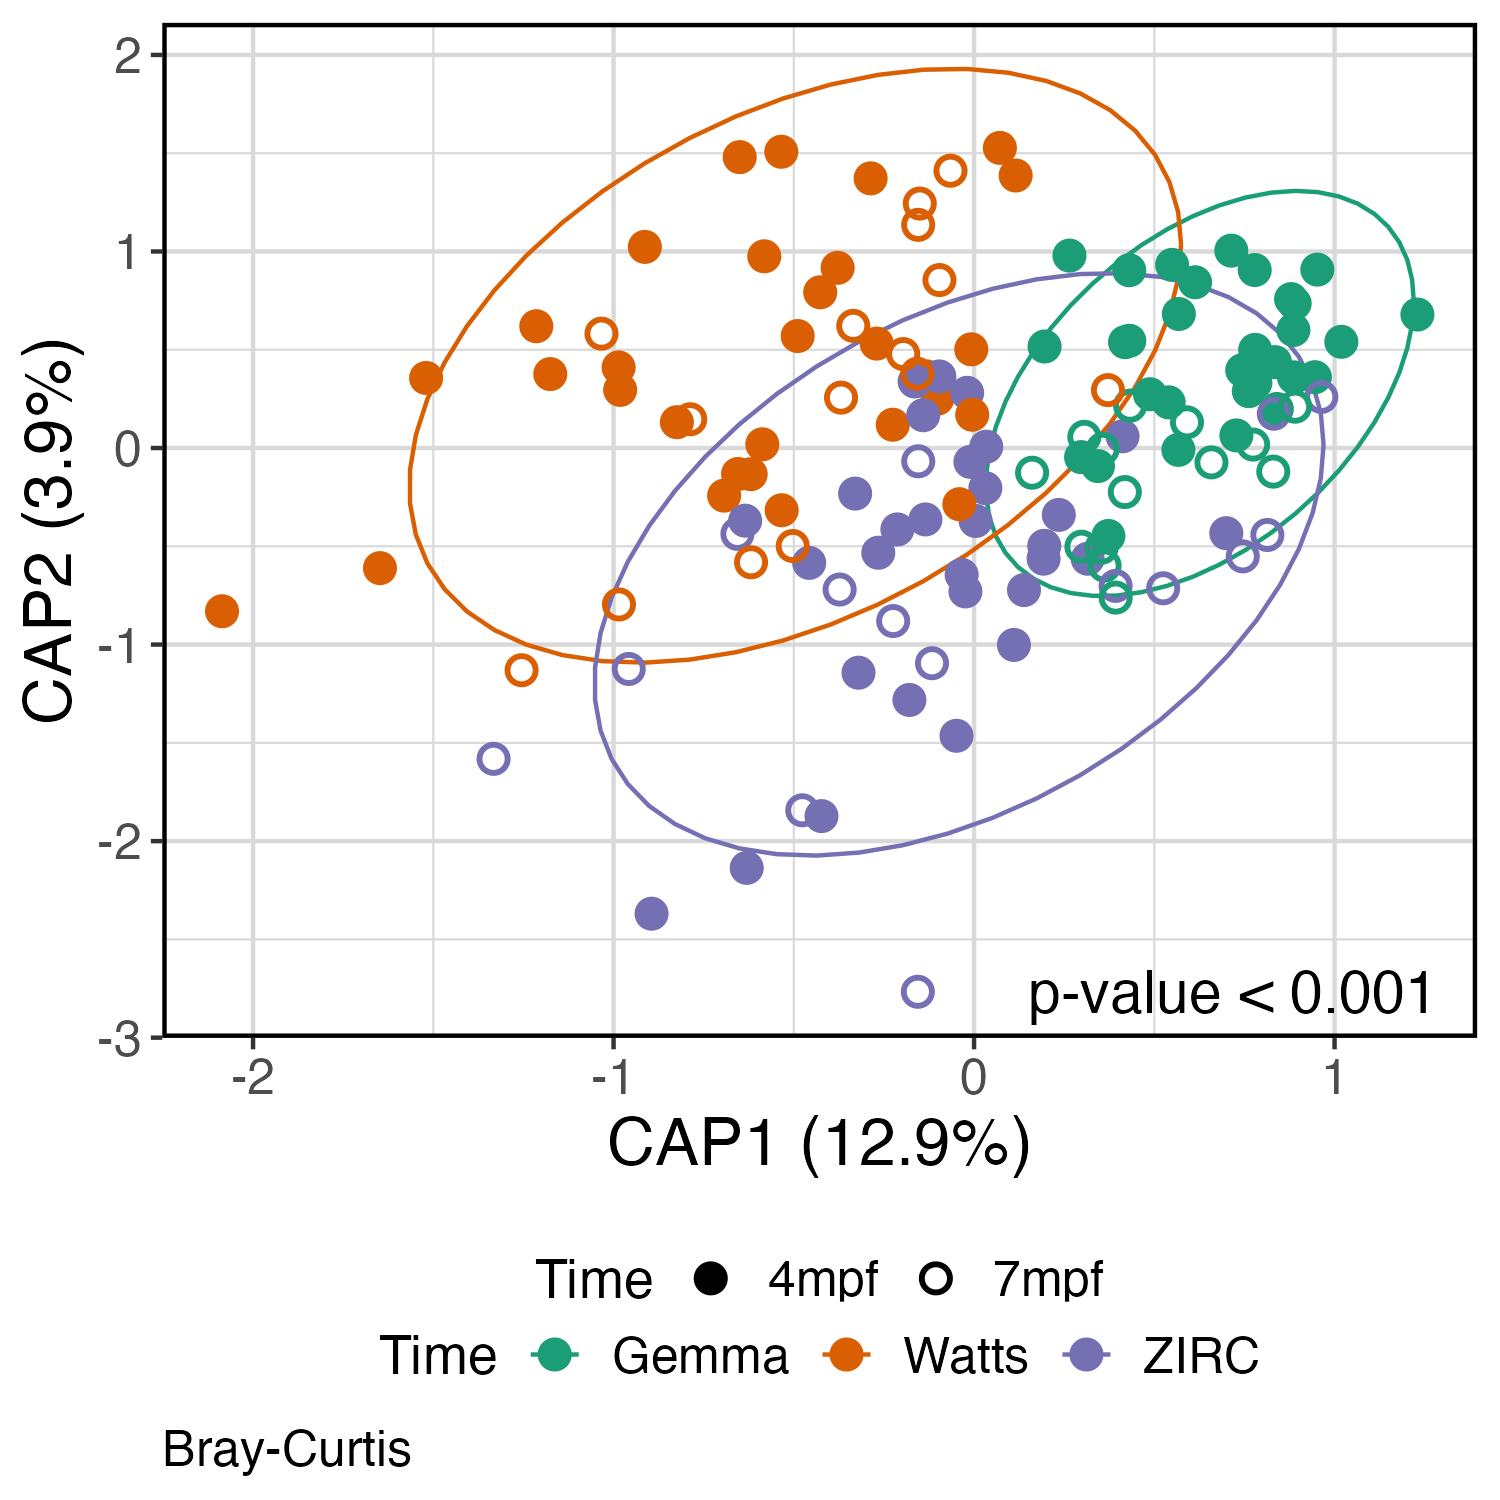 2
1
0
-1
-2
-3
CAP2 (3.9%)
p-value < 0.001
-2 -1 0 1
CAP1 (12.9%)
Time 4mpf 7mpf
Time Gemma Watts ZIRC
Bray-Curtis